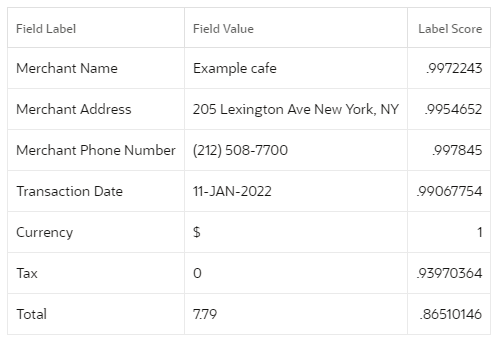 Field Label Field Value Label Score
Merchant Name Example cafe .9972243
Merchant Address 205 Lexington Ave New York, NY .9954652
Merchant Phone Number (212) 508-7700 .997845
Transaction Date 11-JAN-2022 .99067754
Currency $ 1
Tax 0 .93970364
Total 7.79 .86510146